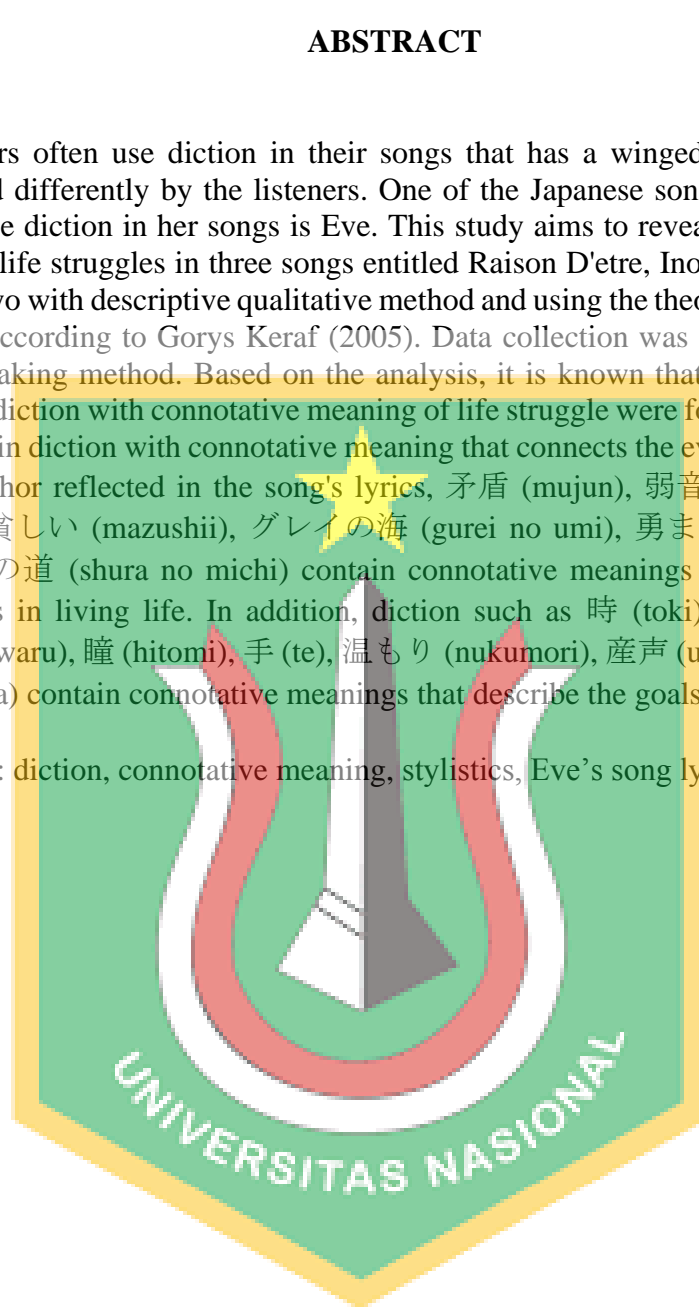 ABSTRACT
rs often use diction in their songs that has a winged
d differently by the listeners. One of the Japanese son
e diction in her songs is Eve. This study aims to revea
life struggles in three songs entitled Raison D'etre, Ino
yo with descriptive qualitative method and using the theo
according to Gorys Keraf (2005). Data collection was
aking method. Based on the analysis, it is known that
diction with connotative meaning of life struggle were fo
in diction with connotative meaning that connects the ev
hor reflected in the song's lyrics, 矛盾 (mujun), 弱音
貧しい (mazushii), グレイの海 (gurei no umi), 勇ま
の道 (shura no michi) contain connotative meanings
s in living life. In addition, diction such as 時 (toki)
waru), 瞳 (hitomi), 手 (te), 温もり (nukumori), 産声 (u
a) contain connotative meanings that describe the goals
: diction, connotative meaning, stylistics, Eve’s song ly
UNIVERSITAS NASIONAL